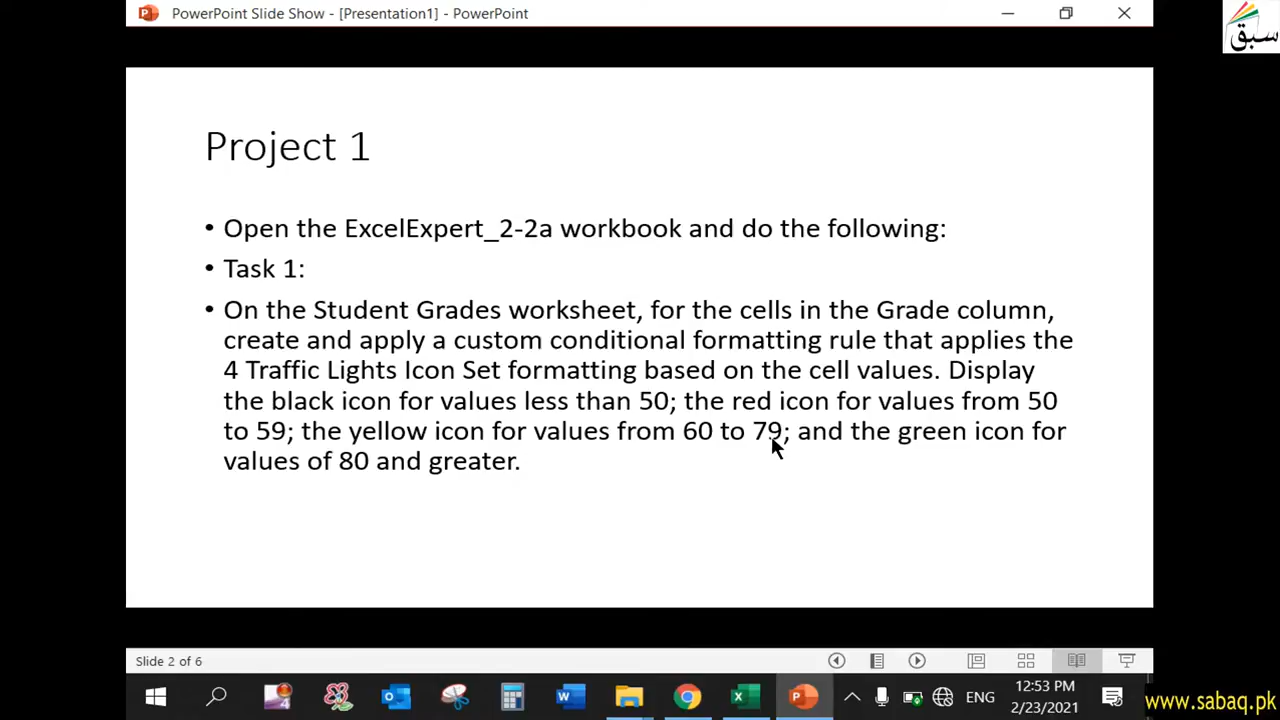 PowerPoint Slide Show - [Presentation1] - PowerPoint
سبق
Project 1
• Open the ExcelExpert_2-2a workbook and do the following:
• Task 1:
• On the Student Grades worksheet, for the cells in the Grade column,
create and apply a custom conditional formatting rule that applies the
4 Traffic Lights Icon Set formatting based on the cell values. Display
the black icon for values less than 50; the red icon for values from 50
to 59; the yellow icon for values from 60 to 79; and the green icon for
values of 80 and greater.
Slide 2 of 6
ENG
12:53 PM
2/23/2021
www.sabaq.pk